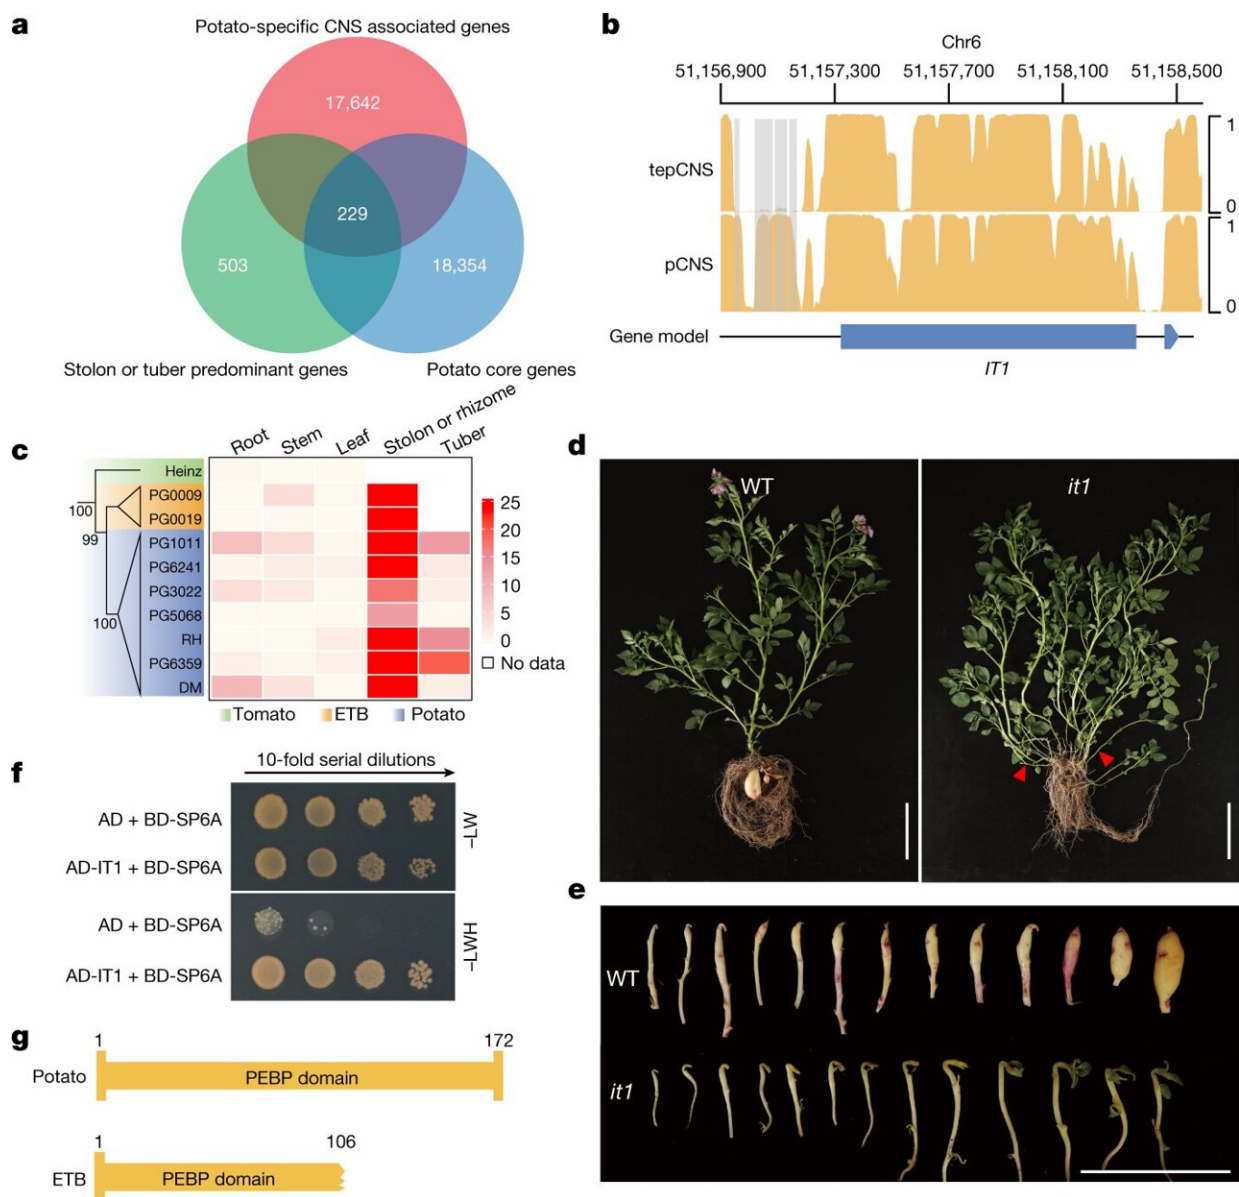 a
Potato-specific CNS associated genes
17,642
229
503
18,354
Stolon or tuber predominant genes
Potato core genes
b
Chr6
51,156,900 51,157,300 51,157,700 51,158,100 51,158,500
tepCNS
1
0
pCNS
1
0
Gene model
IT1
c
Root Stem Leaf Stolon or rhizome Tuber
Heinz
PG0009
PG0019
PG1011
PG6241
PG3022
PG5068
RH
PG6359
DM
100
99
100
25
20
15
10
5
0
No data
Tomato ETB Potato
d
WT
it1
e
WT
it1
f
10-fold serial dilutions
AD + BD-SP6A
AD-IT1 + BD-SP6A
–LW
AD + BD-SP6A
AD-IT1 + BD-SP6A
–LWH
g
1 172
Potato
PEBP domain
1 106
ETB
PEBP domain